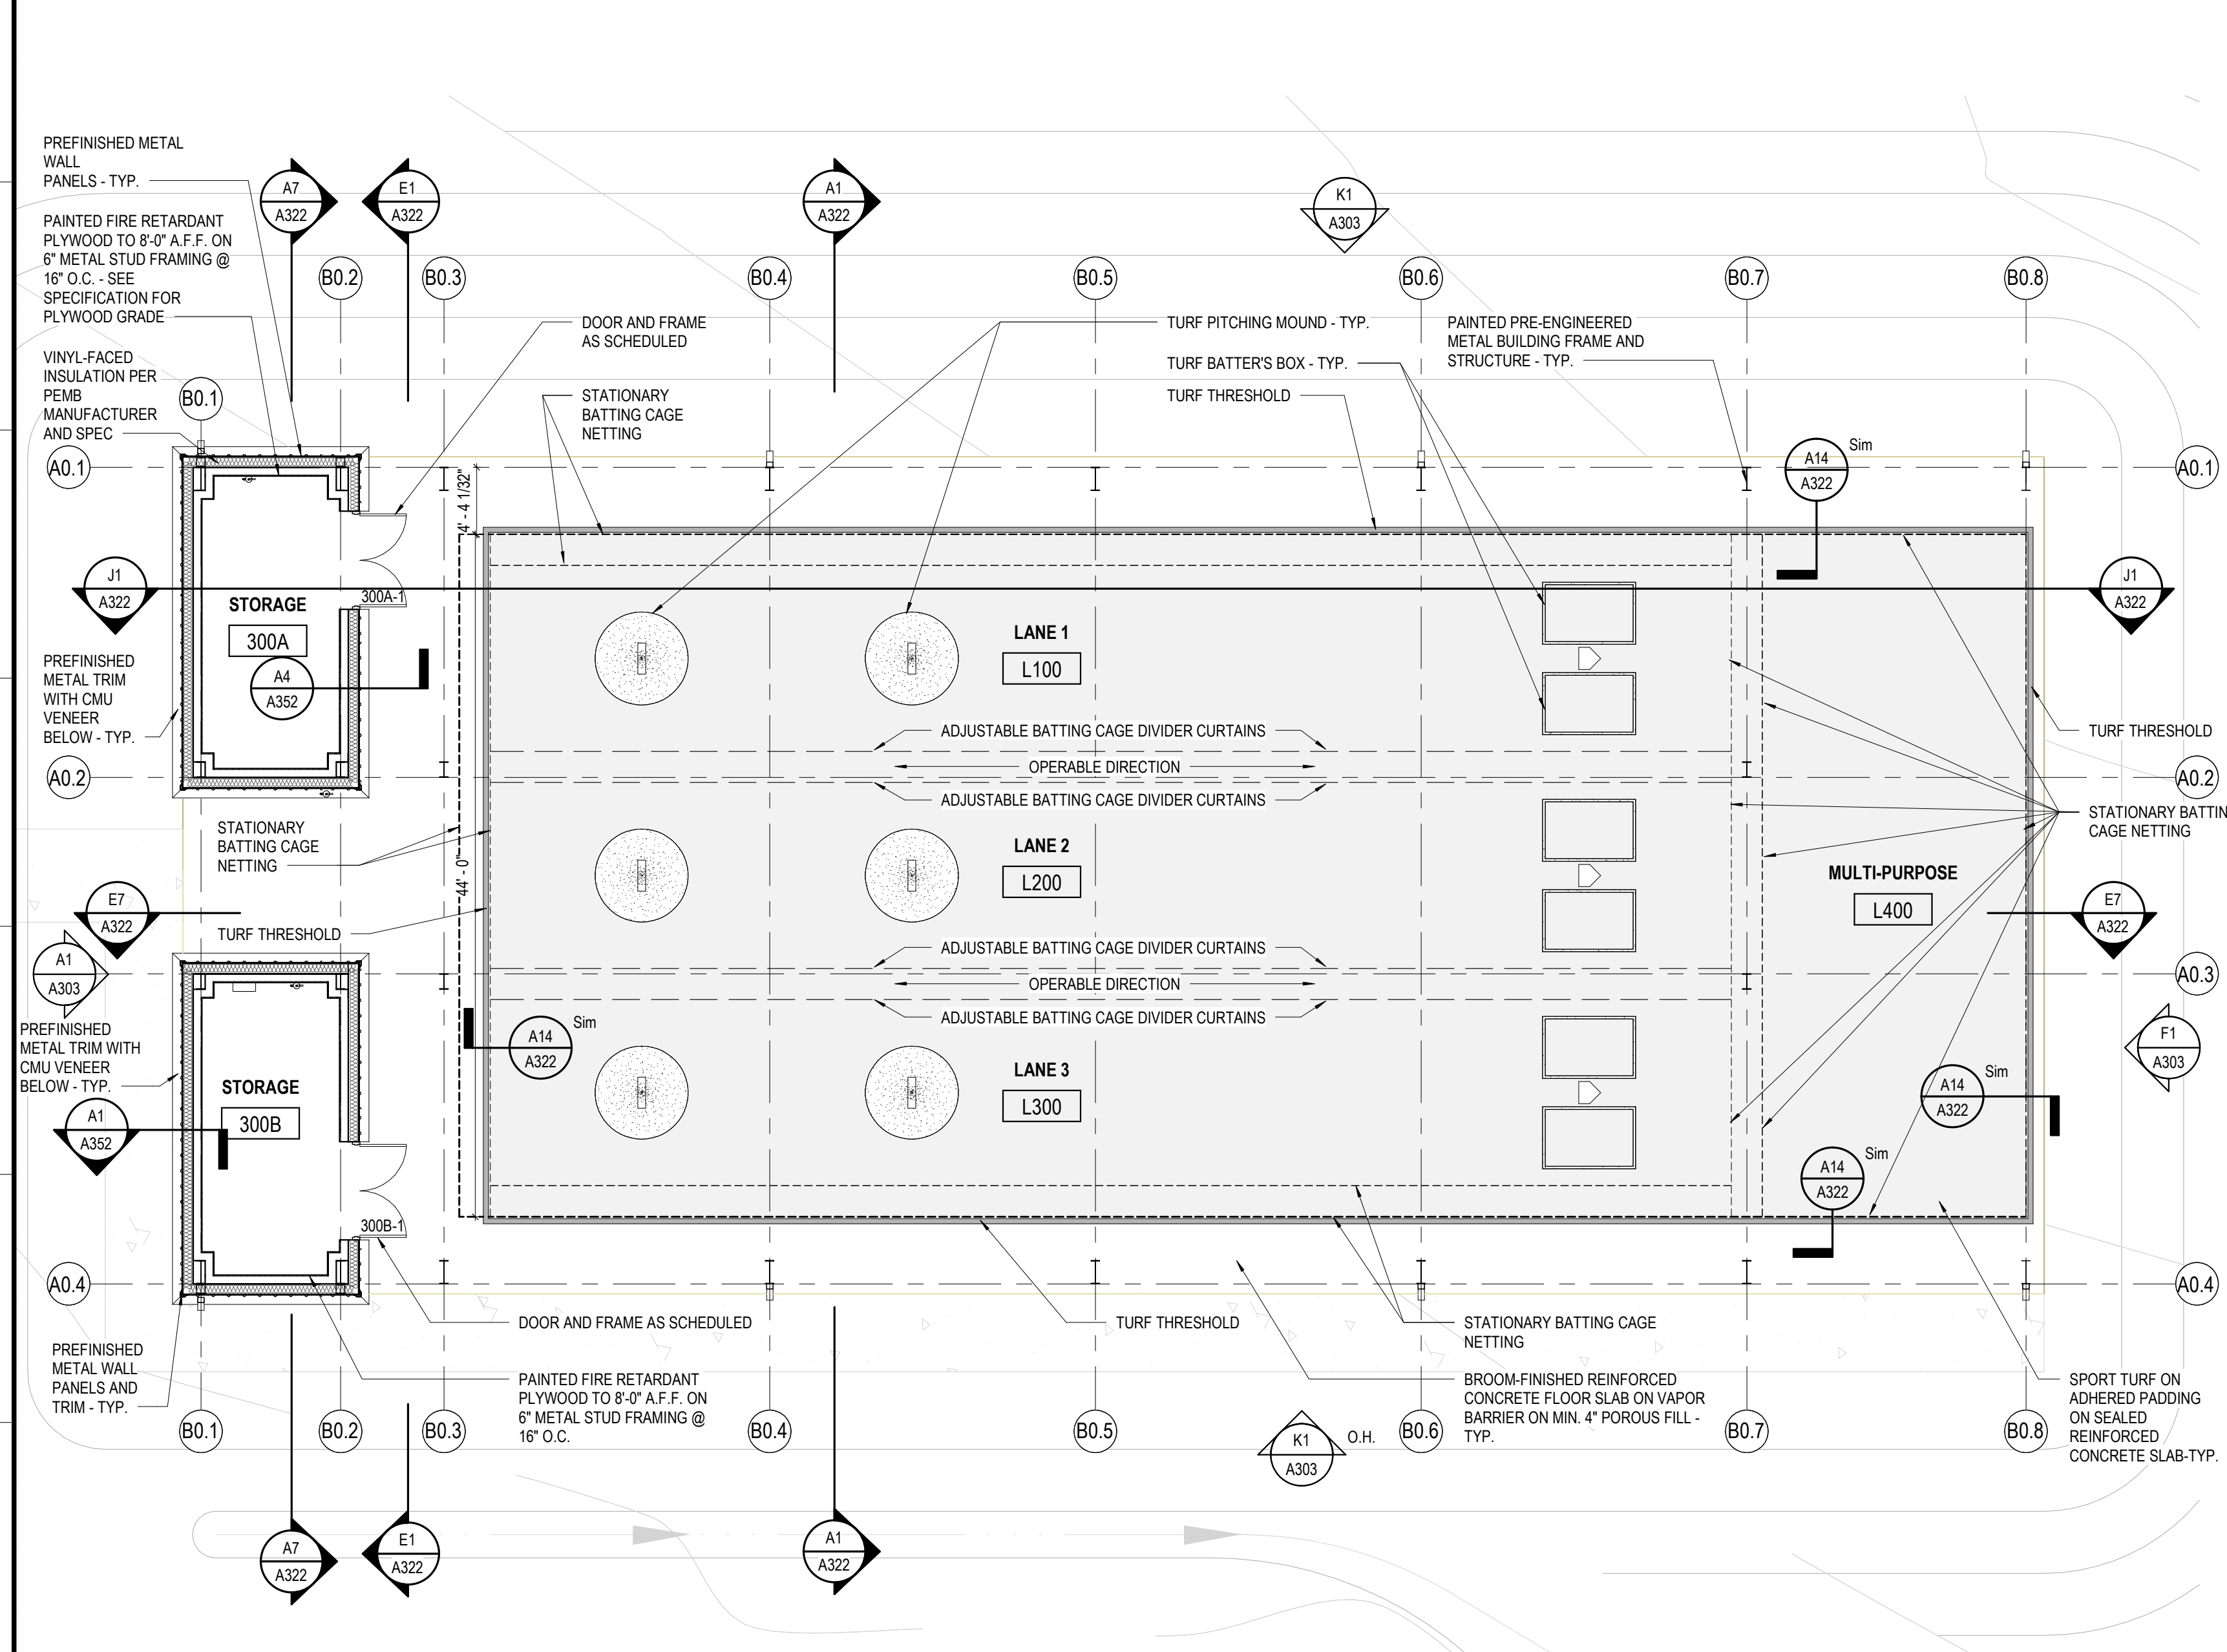 PREFINISHED METAL
WALL
PANELS - TYP.
PAINTED FIRE RETARDANT
PLYWOOD TO 8'-0" A.F.F. ON
6" METAL STUD FRAMING @
16" O.C. - SEE
SPECIFICATION FOR
PLYWOOD GRADE
VINYL-FACED
INSULATION PER
PEMB
MANUFACTURER
AND SPEC
A7
A322
E1
A322
A1
A322
K1
A303
B0.1
B0.2
B0.3
B0.4
B0.5
B0.6
B0.7
B0.8
DOOR AND FRAME
AS SCHEDULED
STATIONARY
BATTING CAGE
NETTING
TURF PITCHING MOUND - TYP.
TURF BATTER'S BOX - TYP.
TURF THRESHOLD
PAINTED PRE-ENGINEERED
METAL BUILDING FRAME AND
STRUCTURE - TYP.
A0.1
A0.1
4' - 4 1/32"
A14
A322
Sim
J1
A322
J1
A322
300A-1
STORAGE
300A
A4
A352
LANE 1
L100
PREFINISHED
METAL TRIM
WITH CMU
VENEER
BELOW - TYP.
ADJUSTABLE BATTING CAGE DIVIDER CURTAINS
OPERABLE DIRECTION
ADJUSTABLE BATTING CAGE DIVIDER CURTAINS
TURF THRESHOLD
A0.2
A0.2
STATIONARY
BATTING CAGE
NETTING
44' - 0"
LANE 2
L200
MULTI-PURPOSE
L400
STATIONARY BATTIN
CAGE NETTING
E7
A322
E7
A322
TURF THRESHOLD
A1
A303
ADJUSTABLE BATTING CAGE DIVIDER CURTAINS
OPERABLE DIRECTION
ADJUSTABLE BATTING CAGE DIVIDER CURTAINS
A0.3
PREFINISHED
METAL TRIM WITH
CMU VENEER
BELOW - TYP.
A14
A322
Sim
F1
A303
STORAGE
300B
LANE 3
L300
A14
A322
Sim
A1
A352
A14
A322
Sim
300B-1
A0.4
A0.4
PREFINISHED
METAL WALL
PANELS AND
TRIM - TYP.
DOOR AND FRAME AS SCHEDULED
PAINTED FIRE RETARDANT
PLYWOOD TO 8'-0" A.F.F. ON
6" METAL STUD FRAMING @
16" O.C.
TURF THRESHOLD
STATIONARY BATTING CAGE
NETTING
BROOM-FINISHED REINFORCED
CONCRETE FLOOR SLAB ON VAPOR
BARRIER ON MIN. 4" POROUS FILL -
TYP.
SPORT TURF ON
ADHERED PADDING
ON SEALED
REINFORCED
CONCRETE SLAB-TYP.
B0.1
B0.2
B0.3
B0.4
B0.5
B0.6
B0.7
B0.8
K1
A303
O.H.
A7
A322
E1
A322
A1
A322